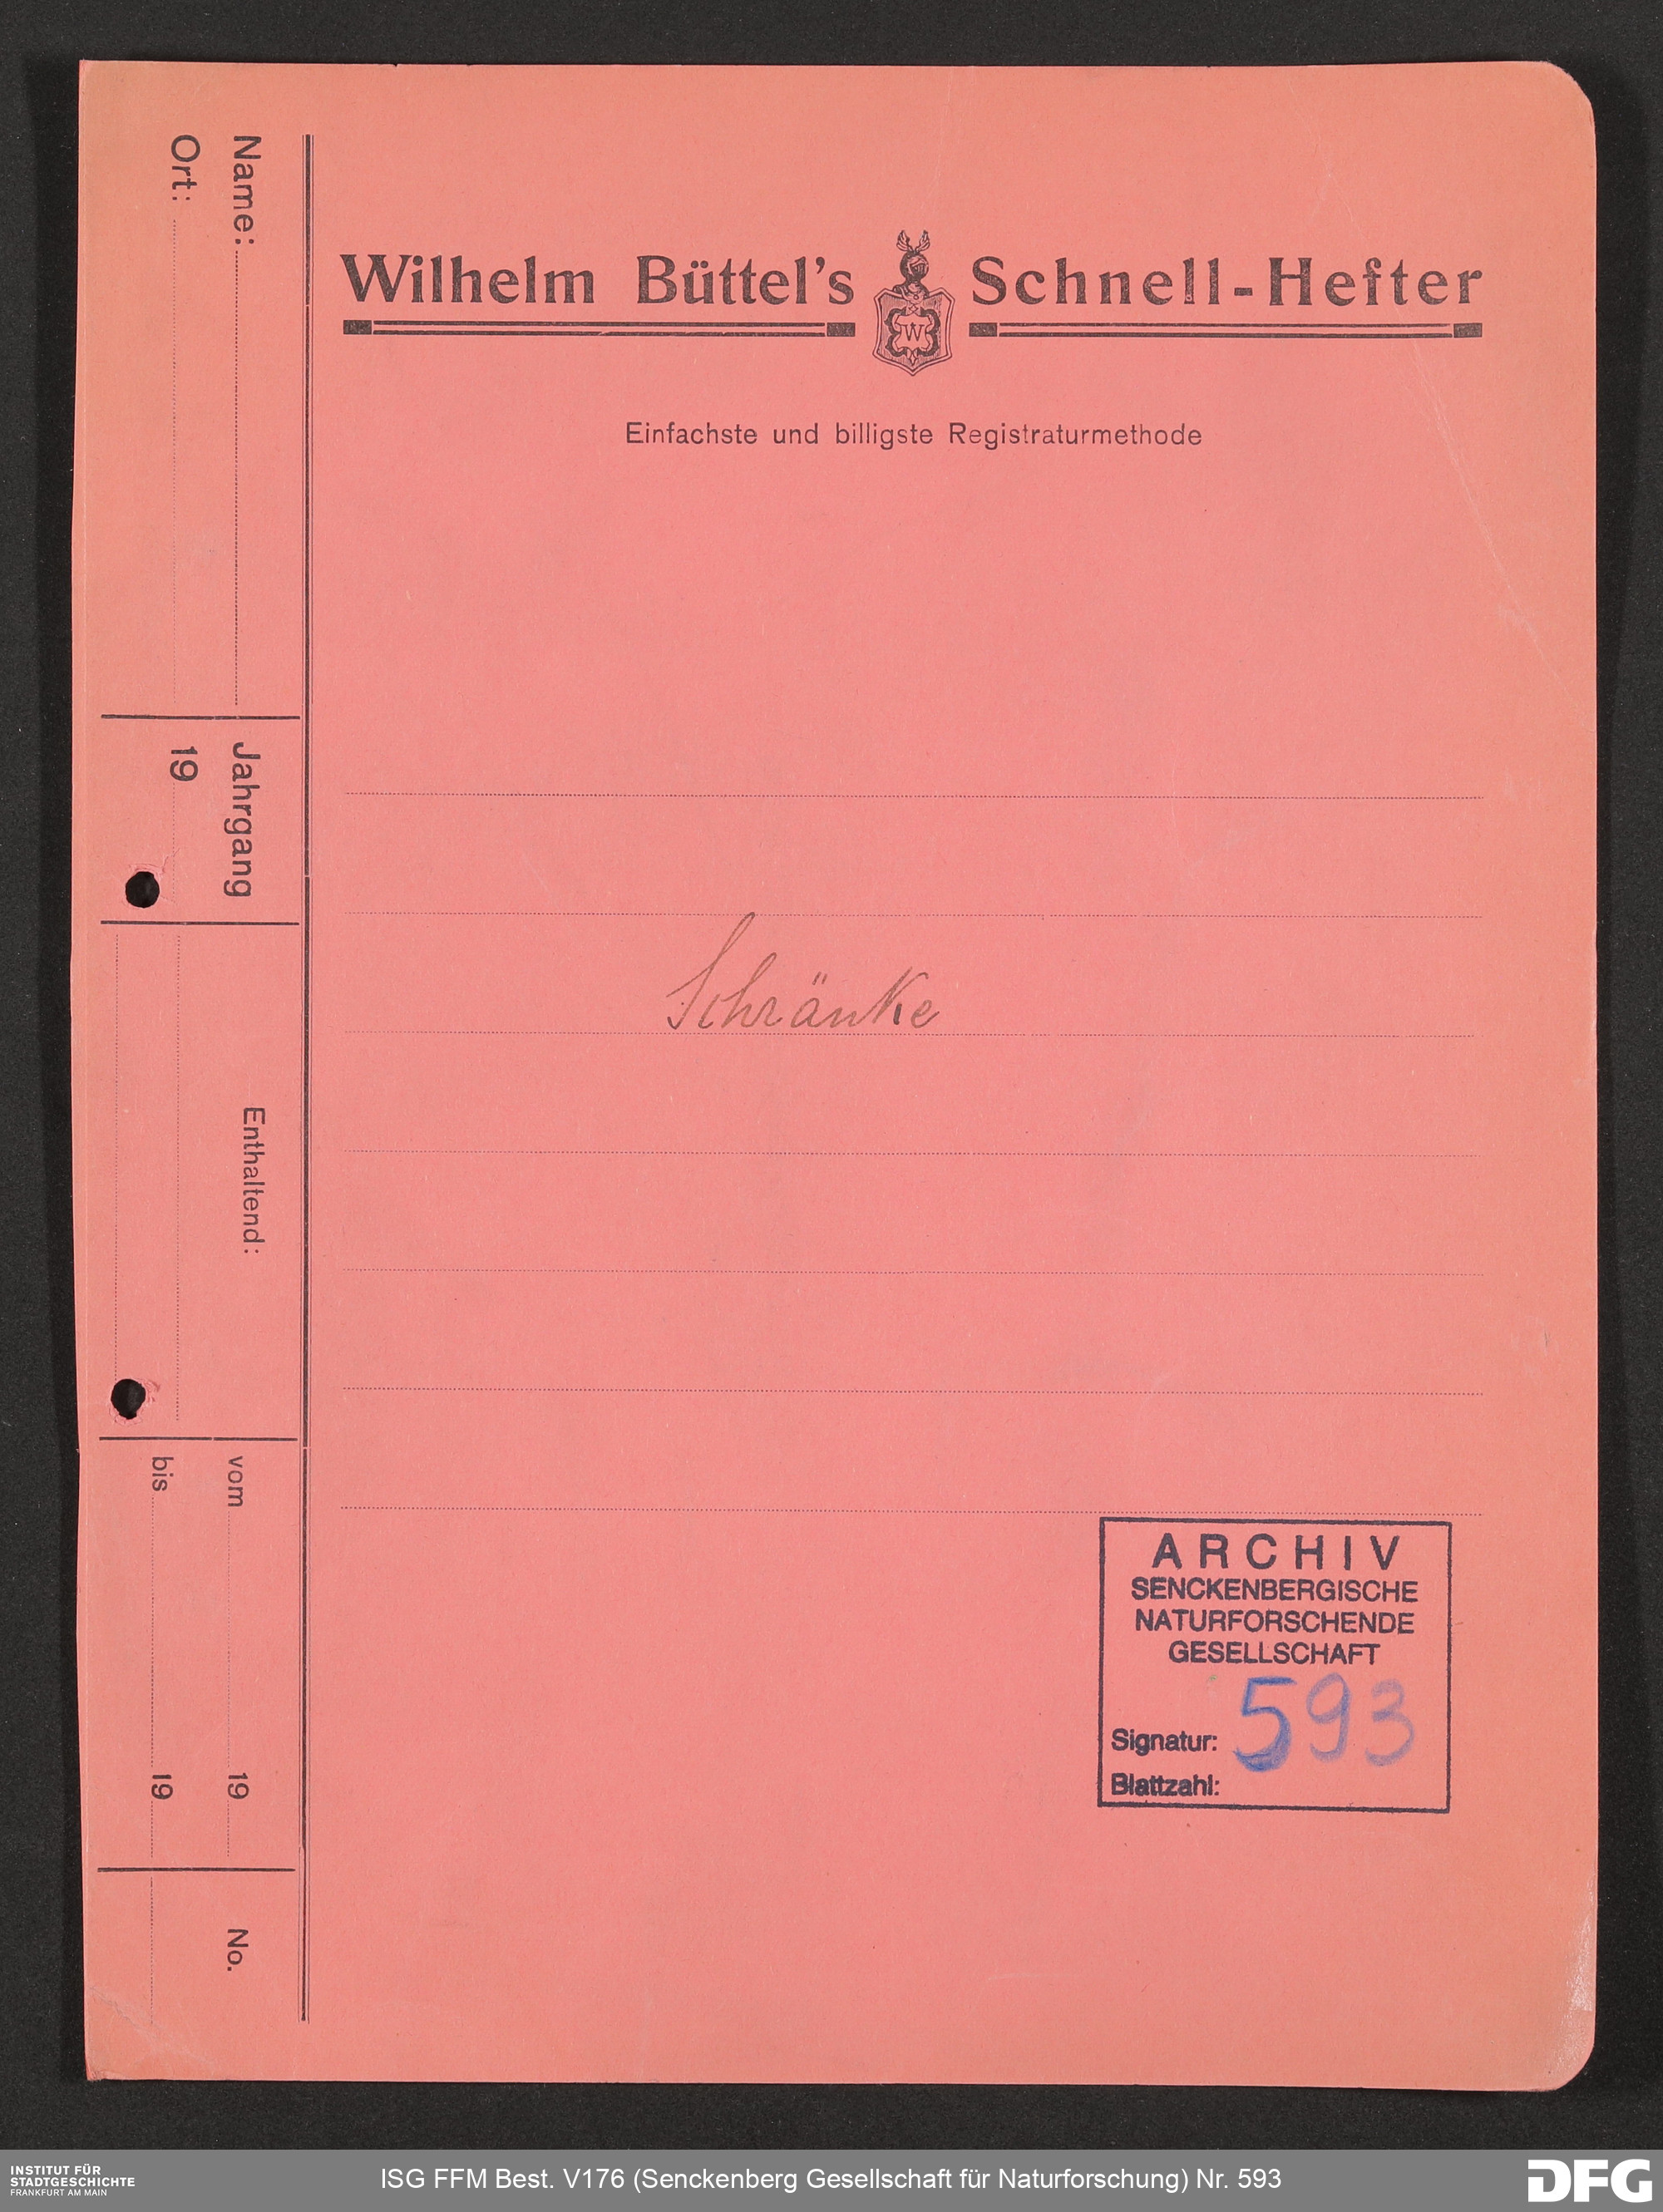 Wilhelm Büttel's Schnell-Hefter
W
Einfachste und billigste Registraturmethode
Schränke
Name:
Ort:
Jahrgang
19
Enthaltend:
vom 19
bis 19
No.
ARCHIV
SENCKENBERGISCHE
NATURFORSCHENDE
GESELLSCHAFT
Signatur: 593
Blattzahl:
INSTITUT FÜR
STADTGESCHICHTE
FRANKFURT AM MAIN
ISG FFM Best. V176 (Senckenberg Gesellschaft für Naturforschung) Nr. 593
DFG